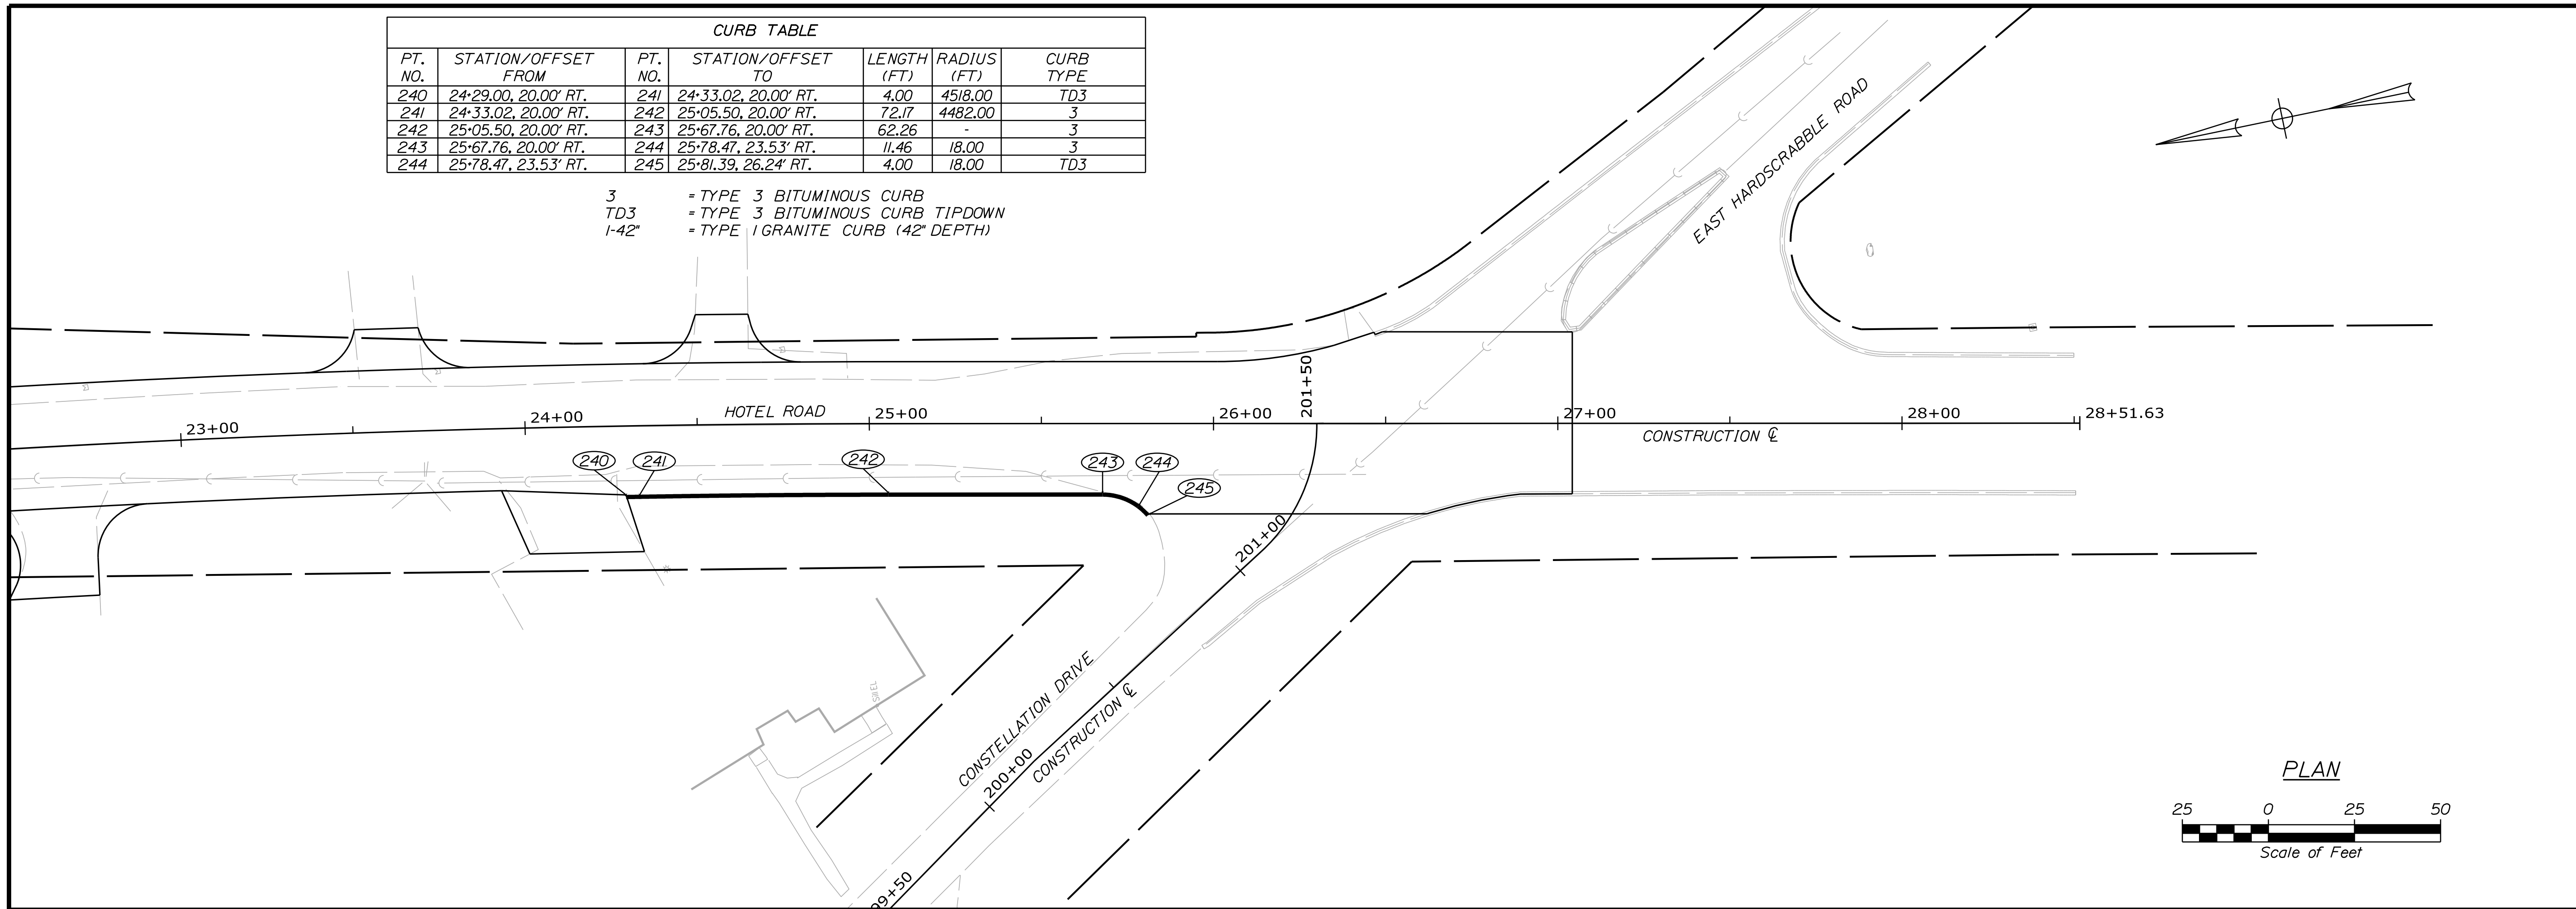 CURB TABLE
PT. NO. STATION/OFFSET FROM PT. NO. STATION/OFFSET TO LENGTH (FT) RADIUS (FT) CURB TYPE
240 24+29.00, 20.00' RT. 241 24+33.02, 20.00' RT. 4.00 4518.00 TD3
241 24+33.02, 20.00' RT. 242 25+05.50, 20.00' RT. 72.17 4482.00 3
242 25+05.50, 20.00' RT. 243 25+67.76, 20.00' RT. 62.26 - 3
243 25+67.76, 20.00' RT. 244 25+78.47, 23.53' RT. 11.46 18.00 3
244 25+78.47, 23.53' RT. 245 25+81.39, 26.24' RT. 4.00 18.00 TD3
3 = TYPE 3 BITUMINOUS CURB
TD3 = TYPE 3 BITUMINOUS CURB TIPDOWN
1-42" = TYPE 1 GRANITE CURB (42" DEPTH)
EAST HARDSCRABBLE ROAD
23+00
24+00
HOTEL ROAD
25+00
26+00
201+50
27+00
28+00
28+51.63
CONSTRUCTION ℄
240
241
242
243
244
245
201+00
CONSTELLATION DRIVE
CONSTRUCTION ℄
200+00
99+50
PLAN
25 0 25 50
Scale of Feet